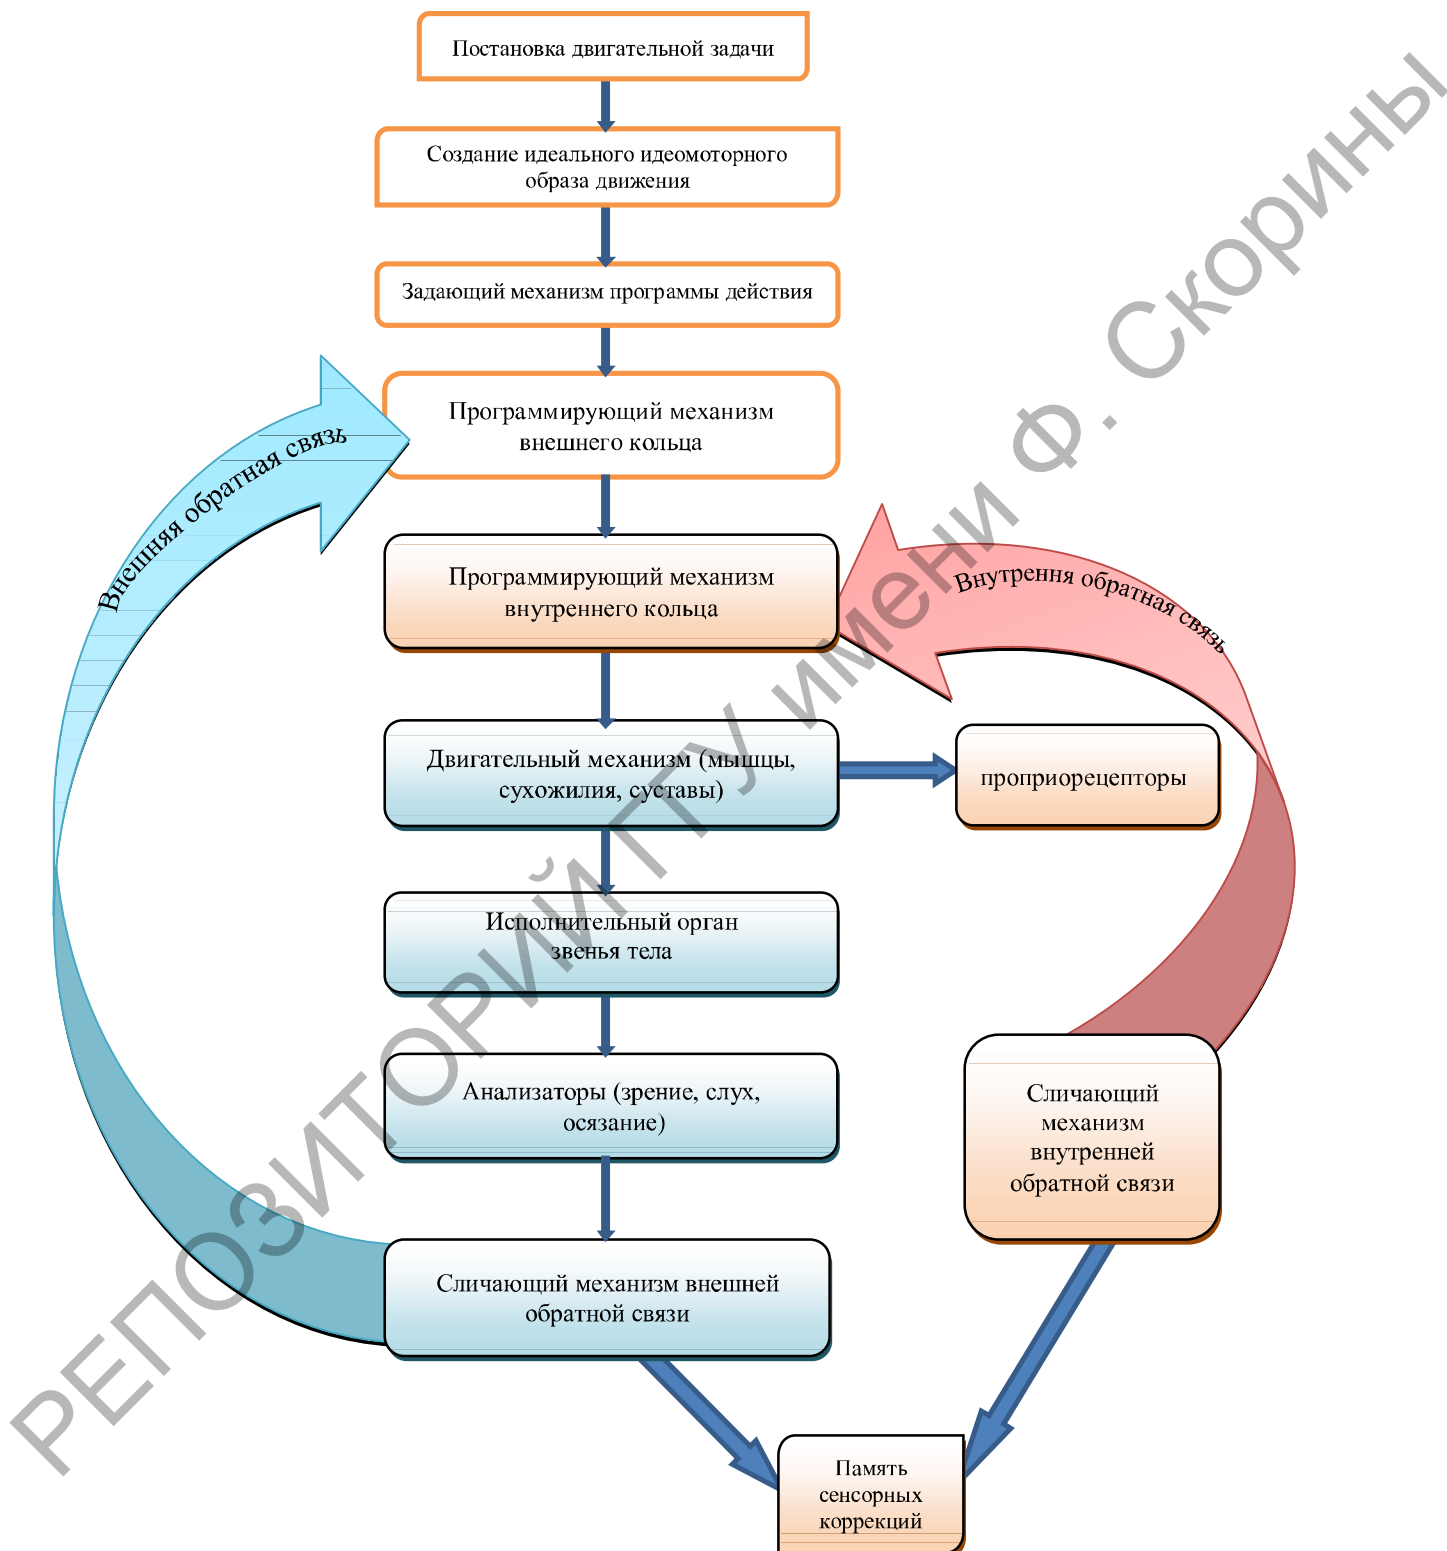 Постановка двигательной задачи
Создание идеального идеомоторного
образа движения
Задающий механизм программы действия
Программирующий механизм
внешнего кольца
Внешняя обратная связь
Программирующий механизм
внутреннего кольца
Внутрення обратная связь
Двигательный механизм (мышцы,
сухожилия, суставы)
проприорецепторы
Исполнительный орган
звенья тела
Анализаторы (зрение, слух,
осязание)
Сличающий
механизм
внутренней
обратной связи
Сличающий механизм внешней
обратной связи
Память
сенсорных
коррекций
РЕПОЗИТОРИЙ ГГУ имени Ф. Скорины